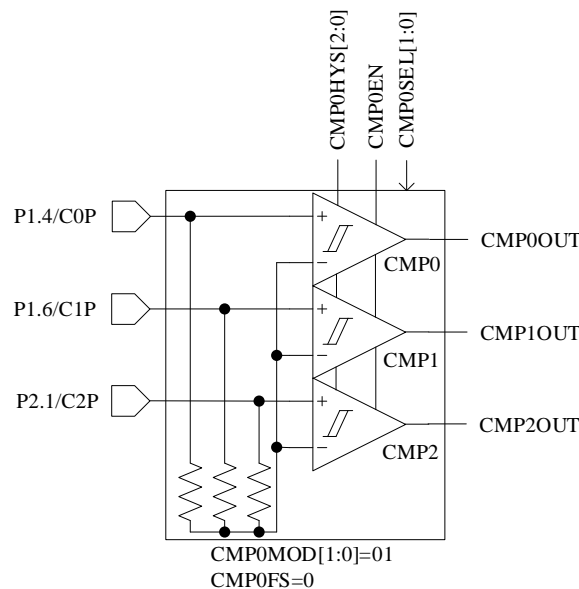 CMP0HYS[2:0]
CMP0EN
CMP0SEL[1:0]
P1.4/C0P
+
−
CMP0
CMP0OUT
P1.6/C1P
+
−
CMP1
CMP1OUT
P2.1/C2P
+
−
CMP2
CMP2OUT
CMP0MOD[1:0]=01
CMP0FS=0